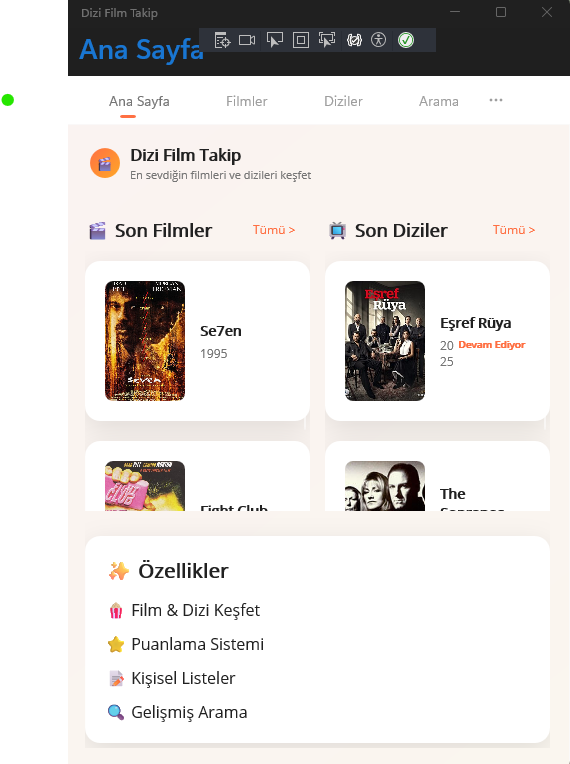 Dizi Film Takip
Ana Sayfa
Ana Sayfa Filmler Diziler Arama ...
Dizi Film Takip
En sevdiğin filmleri ve dizileri keşfet
Son Filmler Tümü >
Son Diziler Tümü >
Se7en
1995
Eşref
Rüya
Eşref Rüya
20
25
Devam Ediyor
Fight Club
The
Sopranos
Özellikler
Film & Dizi Keşfet
Puanlama Sistemi
Kişisel Listeler
Gelişmiş Arama